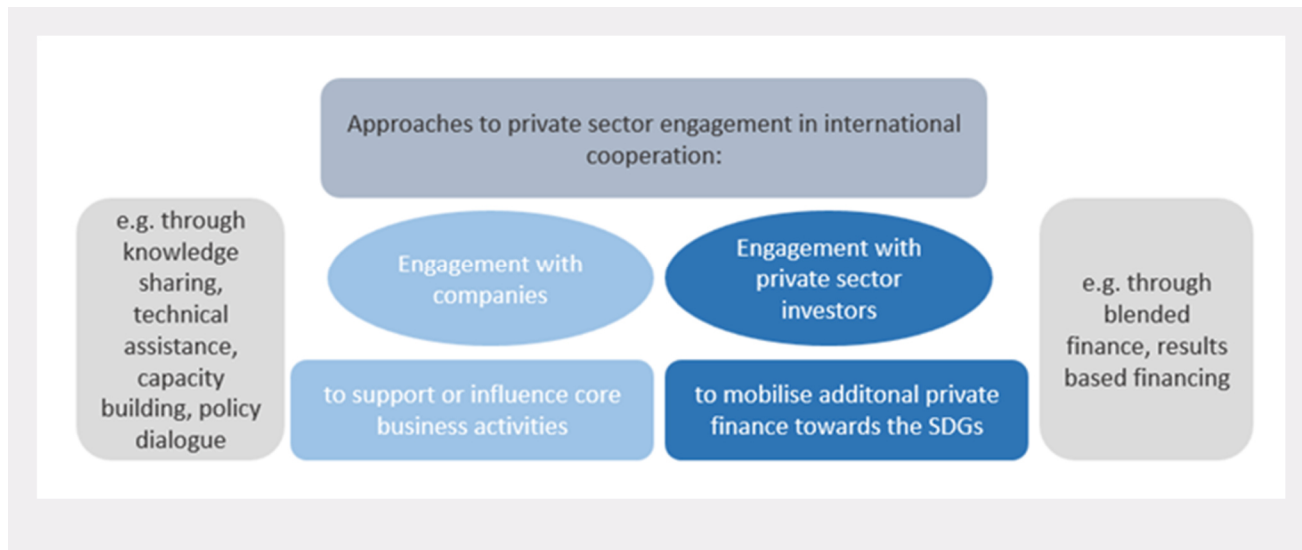 Approaches to private sector engagement in international
cooperation:
e.g. through
knowledge
sharing,
technical
assistance,
capacity
building, policy
dialogue
Engagement with
companies
to support or influence core
business activities
Engagement with
private sector
investors
to mobilise additonal private
finance towards the SDGs
e.g. through
blended
finance, results
based financing